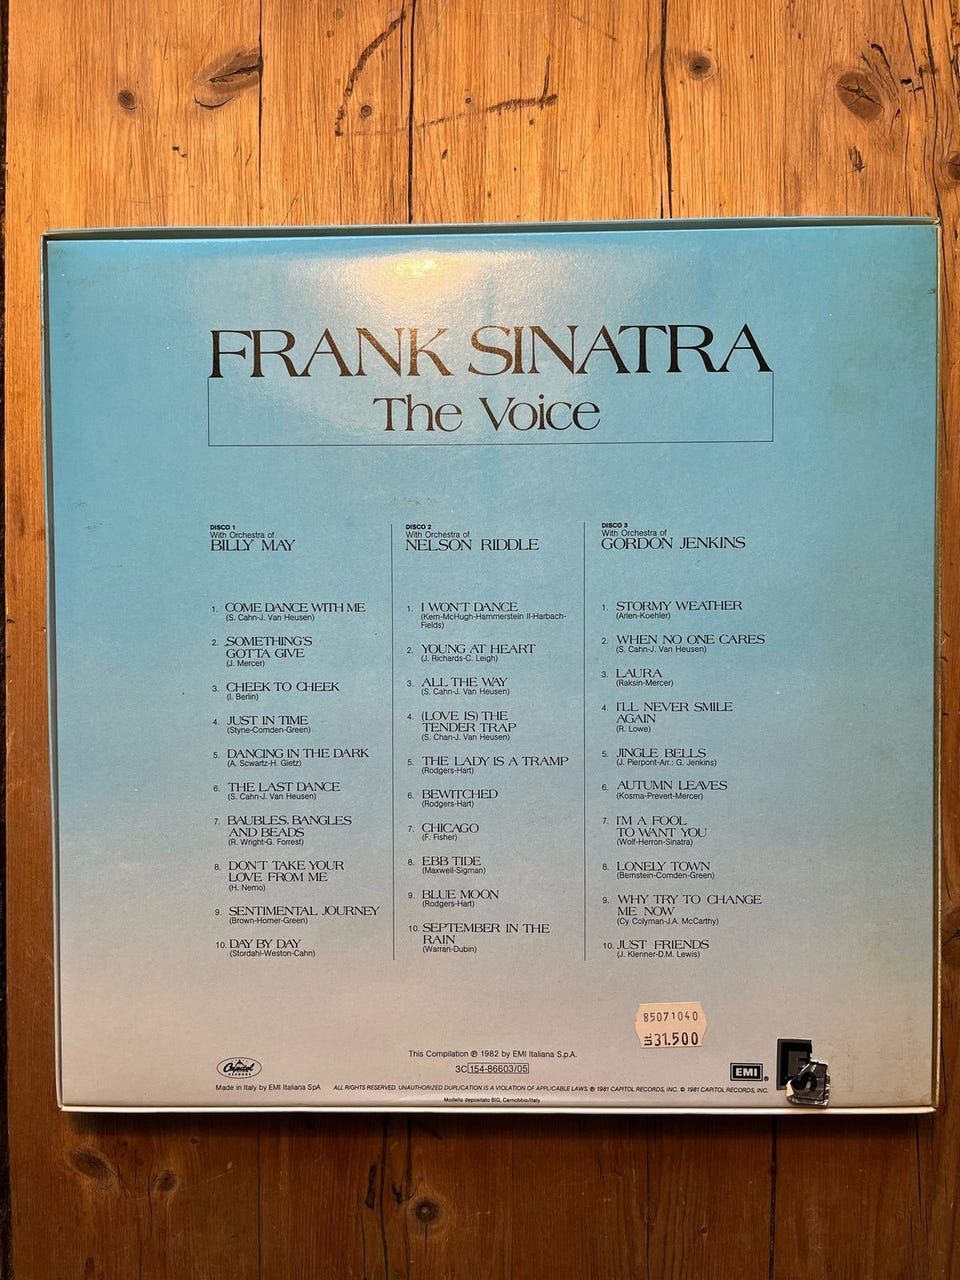 FRANK SINATRA
The Voice
DISCO 1
With Orchestra of
BILLY MAY
1. COME DANCE WITH ME
(S. Cahn-J. Van Heusen)
2. SOMETHING'S
GOTTA GIVE
(J. Mercer)
3. CHEEK TO CHEEK
(I. Berlin)
4. JUST IN TIME
(Styne-Comden-Green)
5. DANCING IN THE DARK
(A. Scwartz-H. Gietz)
6. THE LAST DANCE
(S. Cahn-J. Van Heusen)
7. BAUBLES, BANGLES
AND BEADS
(R. Wright-G. Forrest)
8. DON'T TAKE YOUR
LOVE FROM ME
(H. Nemo)
9. SENTIMENTAL JOURNEY
(Brown-Homer-Green)
10. DAY BY DAY
(Stordahl-Weston-Cahn)
DISCO 2
With Orchestra of
NELSON RIDDLE
1. I WON'T DANCE
(Kern-McHugh-Hammerstein II-Harbach-
Fields)
2. YOUNG AT HEART
(J. Richards-C. Leigh)
3. ALL THE WAY
(S. Cahn-J. Van Heusen)
4. (LOVE IS) THE
TENDER TRAP
(S. Chan-J. Van Heusen)
5. THE LADY IS A TRAMP
(Rodgers-Hart)
6. BEWITCHED
(Rodgers-Hart)
7. CHICAGO
(F. Fisher)
8. EBB TIDE
(Maxwell-Sigman)
9. BLUE MOON
(Rodgers-Hart)
10. SEPTEMBER IN THE
RAIN
(Warran-Dubin)
DISCO 3
With Orchestra of
GORDON JENKINS
1. STORMY WEATHER
(Arlen-Koehler)
2. WHEN NO ONE CARES
(S. Cahn-J. Van Heusen)
3. LAURA
(Raksin-Mercer)
4. I'LL NEVER SMILE
AGAIN
(R. Lowe)
5. JINGLE BELLS
(J. Pierpont-Arr.: G. Jenkins)
6. AUTUMN LEAVES
(Kosma-Prevert-Mercer)
7. I'M A FOOL
TO WANT YOU
(Wolf-Herron-Sinatra)
8. LONELY TOWN
(Bernstein-Comden-Green)
9. WHY TRY TO CHANGE
ME NOW
(Cy Colyman-J.A. McCarthy)
10. JUST FRIENDS
(J. Klenner-D.M. Lewis)
85071040
31.500
This Compilation ℗ 1982 by EMI Italiana S.p.A.
3C 154-86603/05
Capitol
RECORDS
EMI
Made in Italy by EMI Italiana SpA
ALL RIGHTS RESERVED. UNAUTHORIZED DUPLICATION IS A VIOLATION OF APPLICABLE LAWS. ℗ 1981 CAPITOL RECORDS, INC. © 1981 CAPITOL RECORDS, INC.
Modello depositato BIG, Cernobbio/Italy